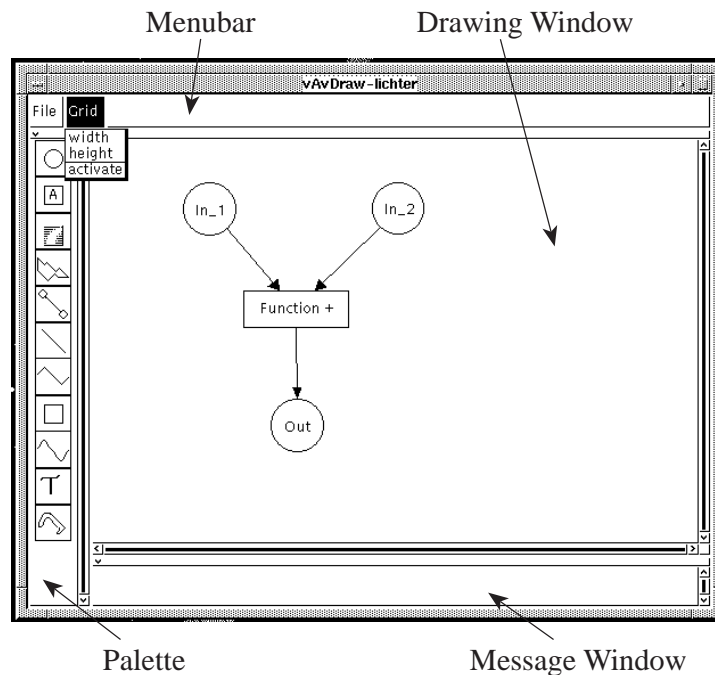 Menubar
Drawing Window
vAvDraw-lichter
File Grid
width
height
activate
A
In_1
In_2
Function +
Out
T
Palette
Message Window